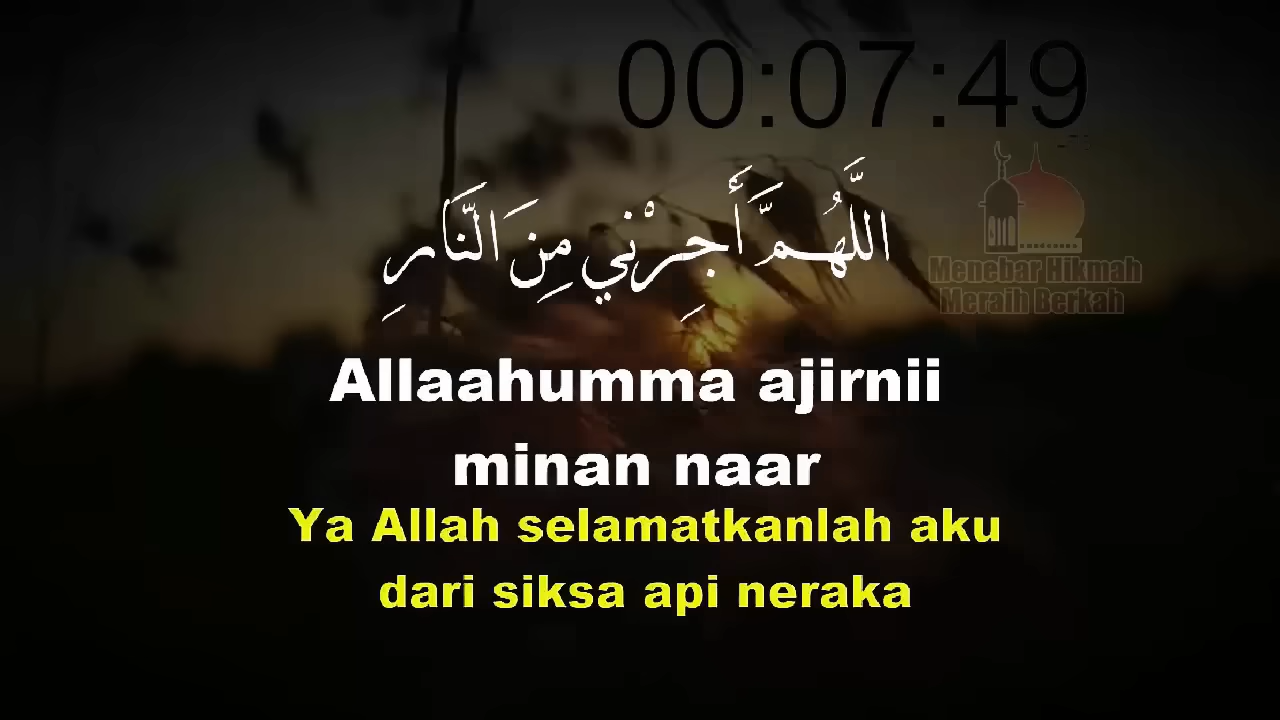 00:07:49
اللَّهُمَّ أَجِرْنِي مِنَ النَّارِ
Menebar Hikmah
Meraih Berkah
Allaahumma ajirnii
minan naar
Ya Allah selamatkanlah aku
dari siksa api neraka